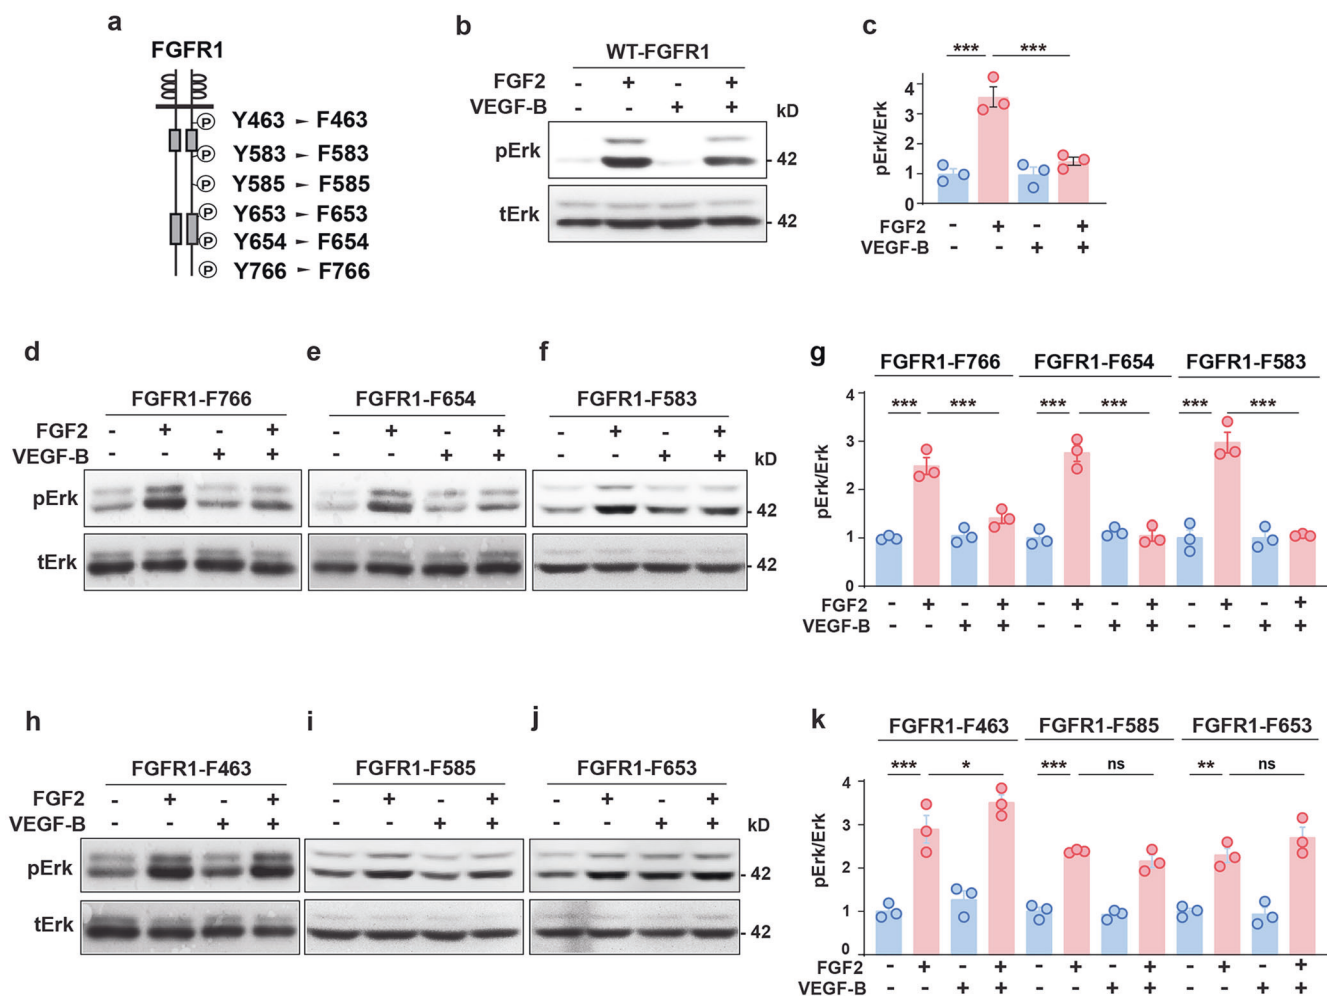 a
FGFR1
P Y463 ► F463
P Y583 ► F583
P Y585 ► F585
P Y653 ► F653
P Y654 ► F654
P Y766 ► F766
b
WT-FGFR1
FGF2 - + - +
VEGF-B - - + + kD
pErk - 42
tErk - 42
c
*** ***
pErk/Erk
4
3
2
1
0
FGF2 - + - +
VEGF-B - - + +
d
FGFR1-F766
FGF2 - + - +
VEGF-B - - + +
pErk
tErk
e
FGFR1-F654
- + - +
- - + +
f
FGFR1-F583
- + - +
- - + + kD
- 42
- 42
g
FGFR1-F766 FGFR1-F654 FGFR1-F583
*** *** *** *** *** ***
pErk/Erk
4
3
2
1
0
FGF2 - + - + - + - + - + - +
VEGF-B - - + + - - + + - - + +
h
FGFR1-F463
FGF2 - + - +
VEGF-B - - + +
pErk
tErk
i
FGFR1-F585
- + - +
- - + +
j
FGFR1-F653
- + - +
- - + + kD
- 42
- 42
k
FGFR1-F463 FGFR1-F585 FGFR1-F653
*** * *** ns ** ns
pErk/Erk
4
3
2
1
0
FGF2 - + - + - + - + - + - +
VEGF-B - - + + - - + + - - + +